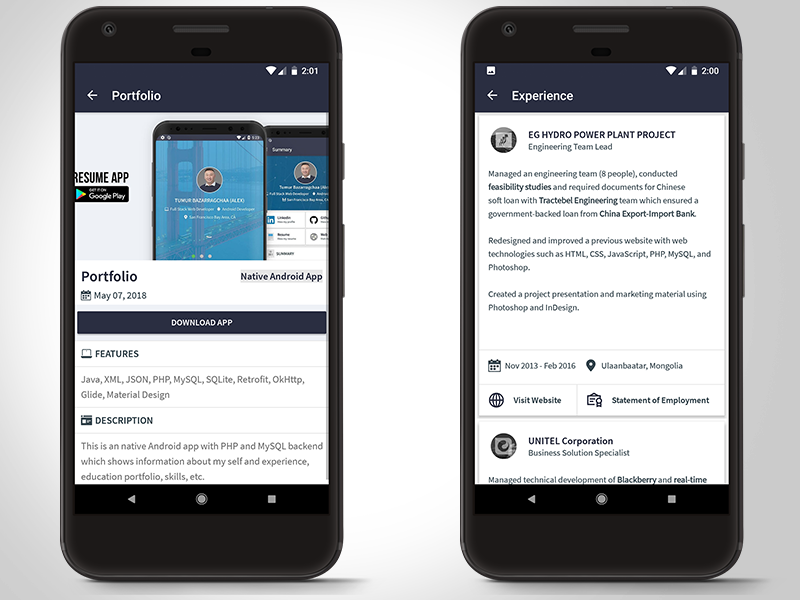 2:01
Portfolio
RESUME APP
GET IT ON
Google Play
TUMUR BAZARRAGCHAA (ALEX)
Full Stack Web Developer Android Developer
San Francisco Bay Area, CA
Summary
Tumur Bazarragchaa (Alex)
Full-Stack Web Developer
San Francisco Bay Area, CA
LinkedIn
Resume
SUMMARY
Portfolio
Native Android App
May 07, 2018
DOWNLOAD APP
FEATURES
Java, XML, JSON, PHP, MySQL, SQLite, Retrofit, OkHttp,
Glide, Material Design
DESCRIPTION
This is an native Android app with PHP and MySQL backend
which shows information about my self and experience,
education portfolio, skills, etc.
2:00
Experience
EG HYDRO POWER PLANT PROJECT
Engineering Team Lead
Managed an engineering team (8 people), conducted
feasibility studies and required documents for Chinese
soft loan with Tractebel Engineering team which ensured a
government-backed loan from China Export-Import Bank.
Redesigned and improved a previous website with web
technologies such as HTML, CSS, JavaScript, PHP, MySQL, and
Photoshop.
Created a project presentation and marketing material using
Photoshop and InDesign.
Nov 2013 - Feb 2016
Ulaanbaatar, Mongolia
Visit Website
Statement of Employment
UNITEL Corporation
Business Solution Specialist
Managed technical development of Blackberry and real-time